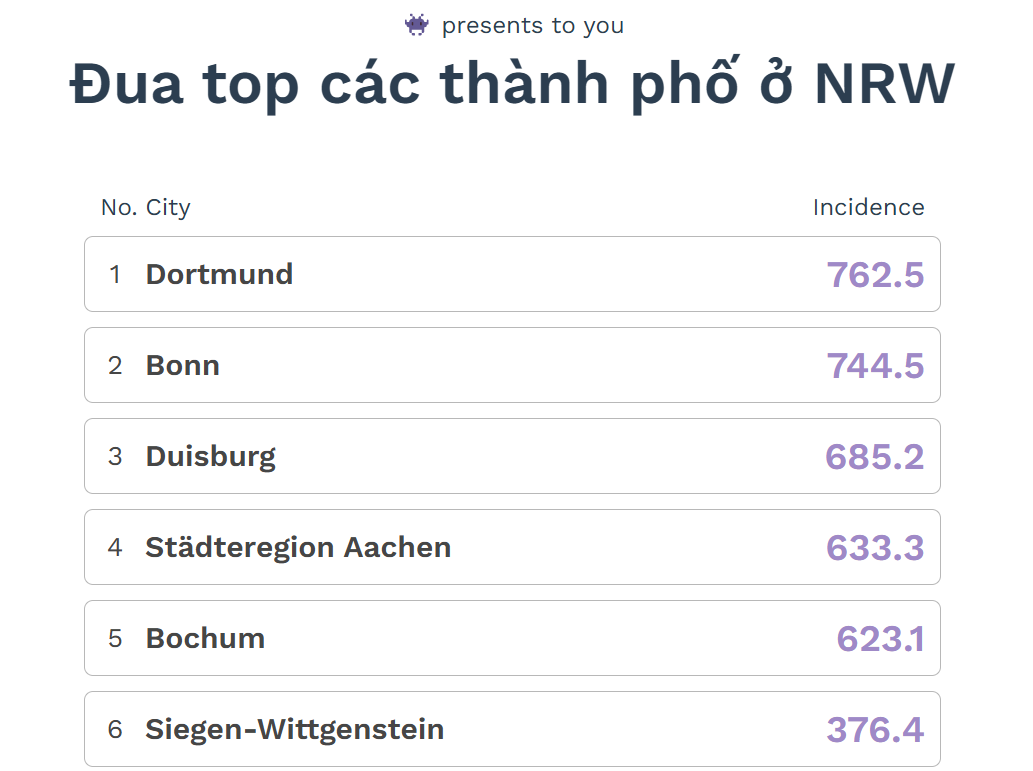 presents to you
Đua top các thành phố ở NRW
No. City Incidence
1 Dortmund 762.5
2 Bonn 744.5
3 Duisburg 685.2
4 Städteregion Aachen 633.3
5 Bochum 623.1
6 Siegen-Wittgenstein 376.4